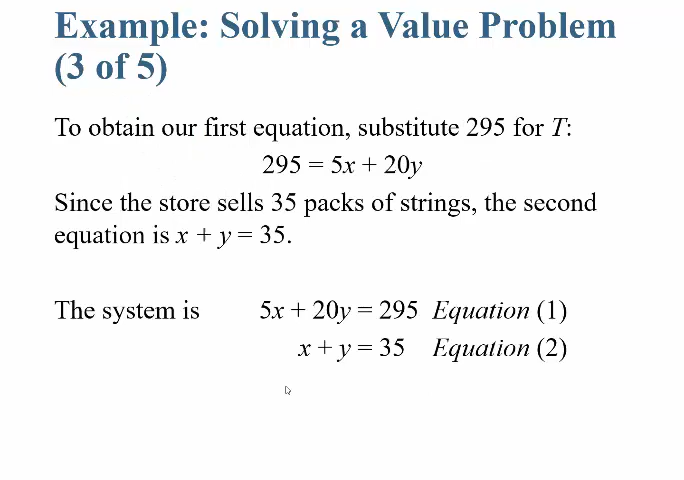 Example: Solving a Value Problem
(3 of 5)
To obtain our first equation, substitute 295 for T:
295 = 5x + 20y
Since the store sells 35 packs of strings, the second
equation is x + y = 35.
The system is 5x + 20y = 295 Equation (1)
x + y = 35 Equation (2)